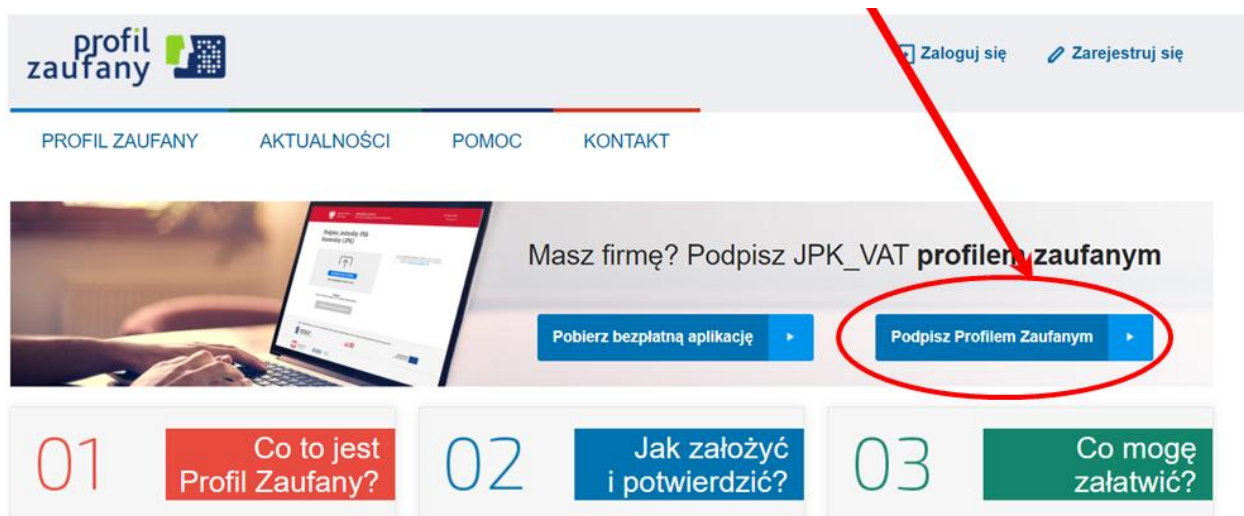 profil
zaufany
Zaloguj się
Zarejestruj się
PROFIL ZAUFANY AKTUALNOŚCI POMOC KONTAKT
Masz firmę? Podpisz JPK_VAT profilem zaufanym
Pobierz bezpłatną aplikację
Podpisz Profilem Zaufanym
01
Co to jest
Profil Zaufany?
02
Jak założyć
i potwierdzić?
03
Co mogę
załatwić?